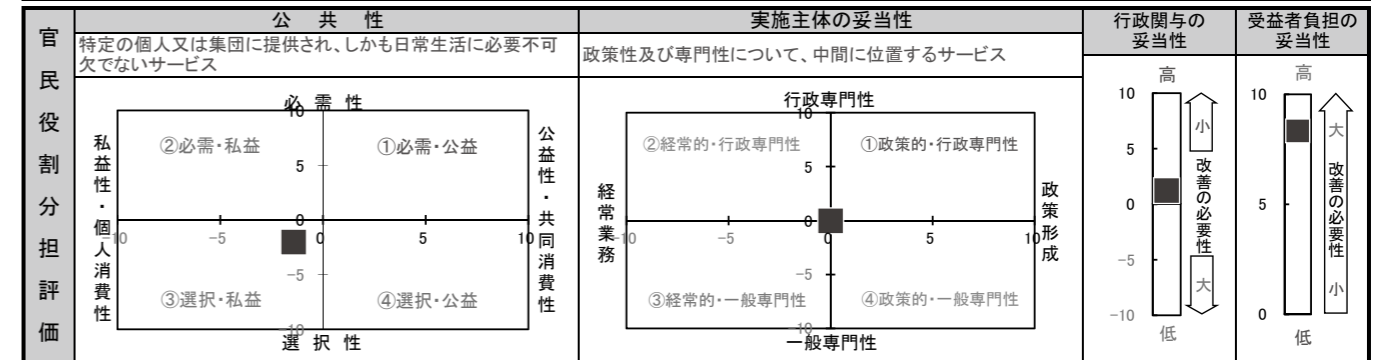 官民役割分担評価
公共性
特定の個人又は集団に提供され、しかも日常生活に必要不可
欠でないサービス
必需性
10
②必需・私益
①必需・公益
5
私益性・個人消費性
公益性・共同消費性
0
-10
-5
0
5
10
-5
③選択・私益
④選択・公益
-10
選択性
実施主体の妥当性
政策性及び専門性について、中間に位置するサービス
行政専門性
10
②経常的・行政専門性
①政策的・行政専門性
5
経常業務
政策形成
0
-10
-5
0
5
10
-5
③経常的・一般専門性
④政策的・一般専門性
-10
一般専門性
行政関与の
妥当性
高
10
5
0
-5
-10
小
改善の必要性
大
低
受益者負担の
妥当性
高
10
5
0
大
改善の必要性
小
低